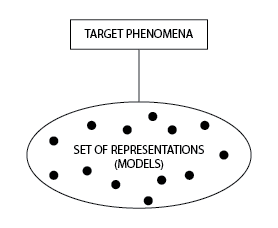 TARGET PHENOMENA
SET OF REPRESENTATIONS
(MODELS)